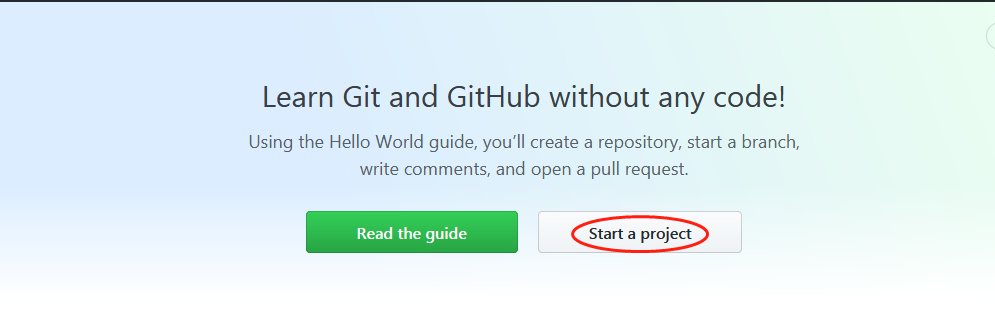 Learn Git and GitHub without any code!
Using the Hello World guide, you’ll create a repository, start a branch,
write comments, and open a pull request.
Read the guide
Start a project